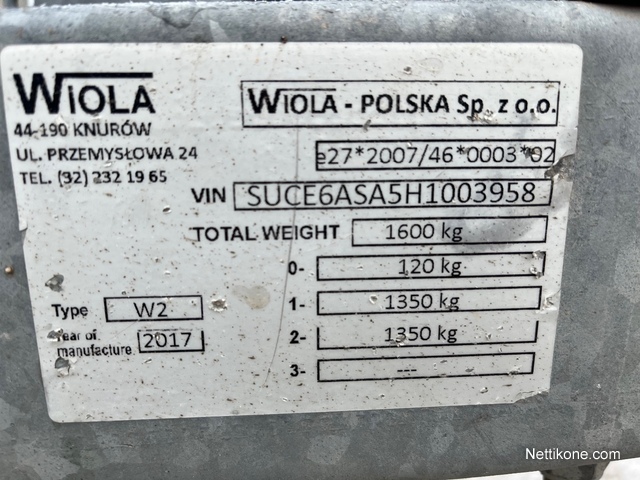 WIOLA
44-190 KNURÓW
UL. PRZEMYSŁOWA 24
TEL. (32) 232 19 65
WIOLA - POLSKA Sp. z o.o.
e27*2007/46*0003*02
VIN SUCE6ASA5H1003958
TOTAL WEIGHT 1600 kg
0- 120 kg
1- 1350 kg
2- 1350 kg
3- ---
Type W2
Year of
manufacture 2017
Nettikone.com